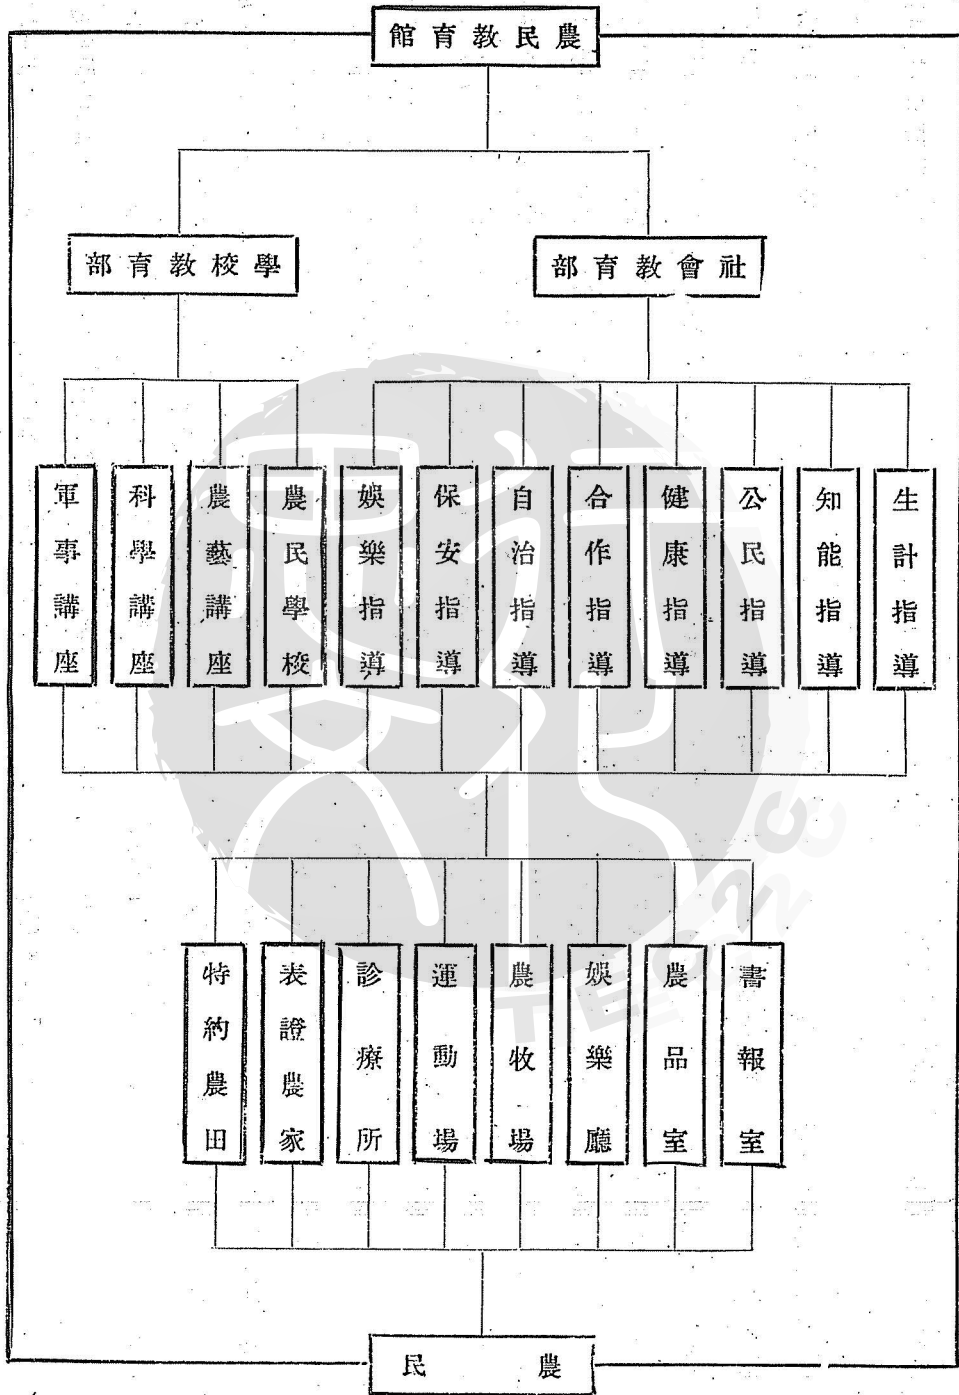 農民教育館
社會教育部
學校教育部
生計指導
知能指導
公民指導
健康指導
合作指導
自治指導
保安指導
娛樂指導
農民學校
農藝講座
科學講座
軍事講座
書報室
農品室
娛樂廳
農收場
運動場
診療所
表證農家
特約農田
農民